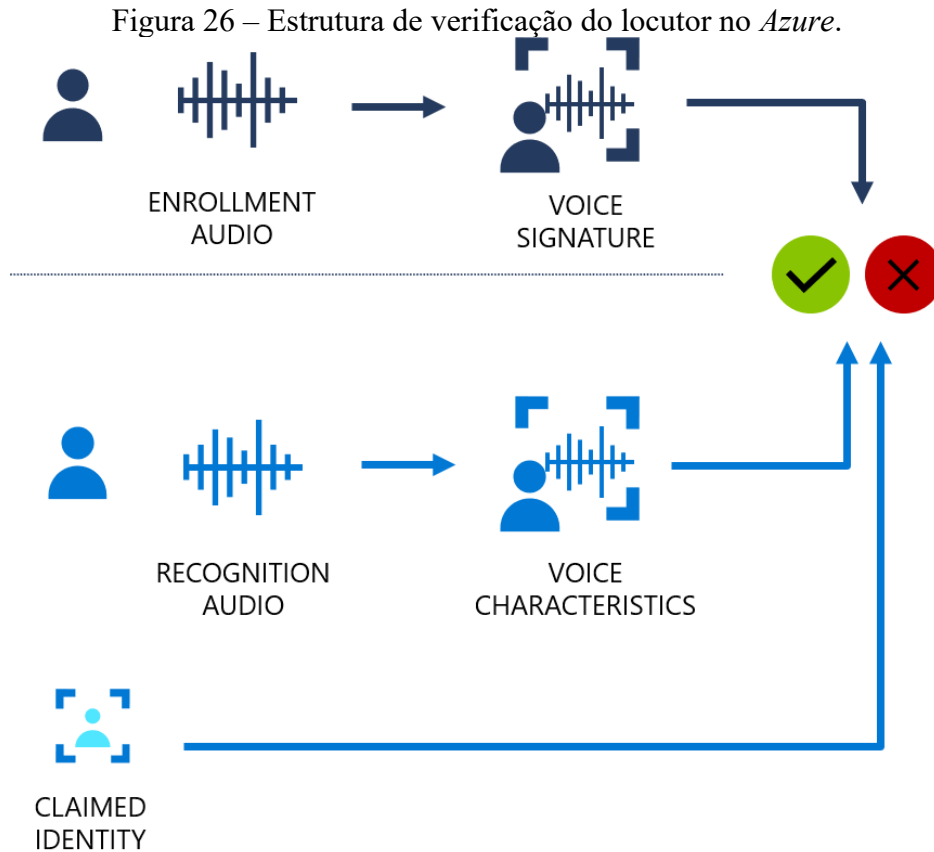 Figura 26 – Estrutura de verificação do locutor no Azure.
ENROLLMENT
AUDIO
VOICE
SIGNATURE
RECOGNITION
AUDIO
VOICE
CHARACTERISTICS
CLAIMED
IDENTITY